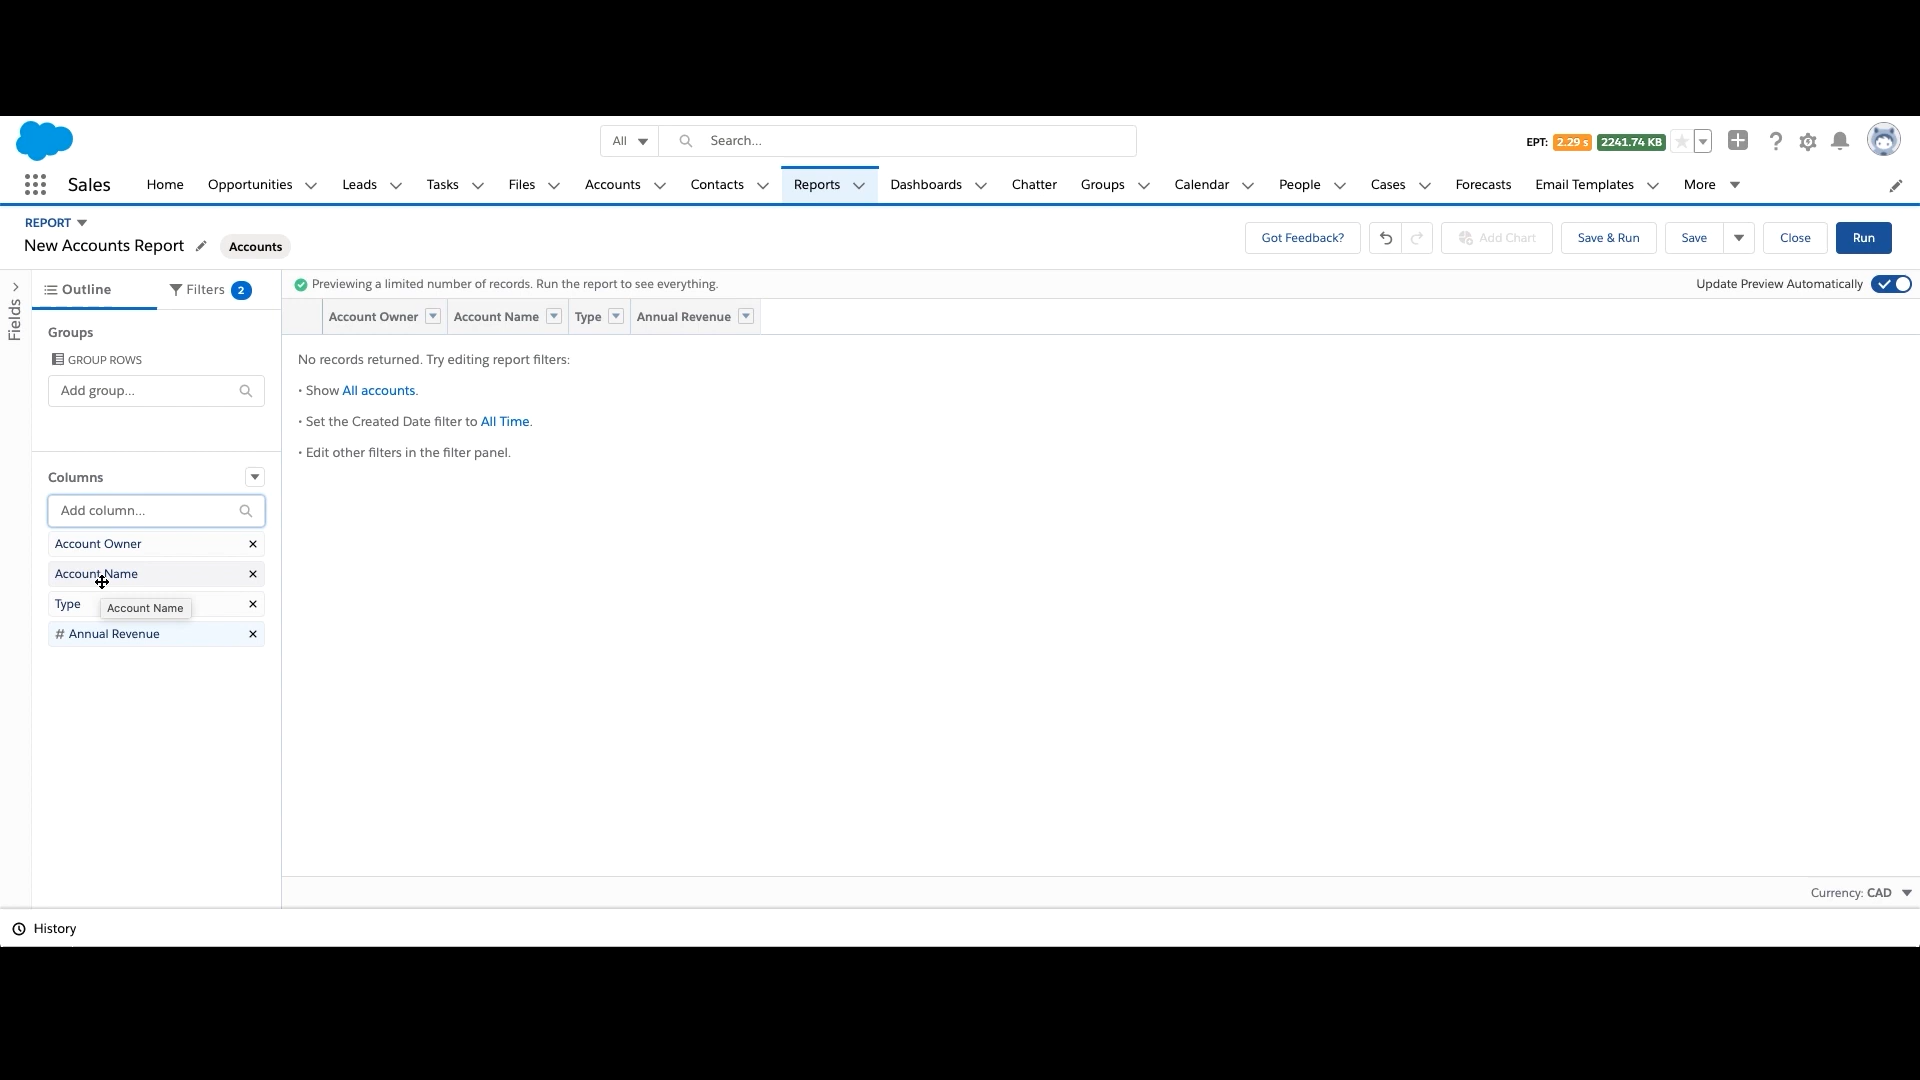 All
Search...
EPT: 2.29 s 2241.74 KB
Sales
Home
Opportunities
Leads
Tasks
Files
Accounts
Contacts
Reports
Dashboards
Chatter
Groups
Calendar
People
Cases
Forecasts
Email Templates
More
REPORT
New Accounts Report
Accounts
Got Feedback?
Add Chart
Save & Run
Save
Close
Run
Fields
Outline
Filters 2
Previewing a limited number of records. Run the report to see everything.
Update Preview Automatically
Groups
GROUP ROWS
Add group...
Columns
Add column...
Account Owner
Account Name
Type
Account Name
# Annual Revenue
Account Owner
Account Name
Type
Annual Revenue
No records returned. Try editing report filters:
• Show All accounts.
• Set the Created Date filter to All Time.
• Edit other filters in the filter panel.
Currency: CAD
History